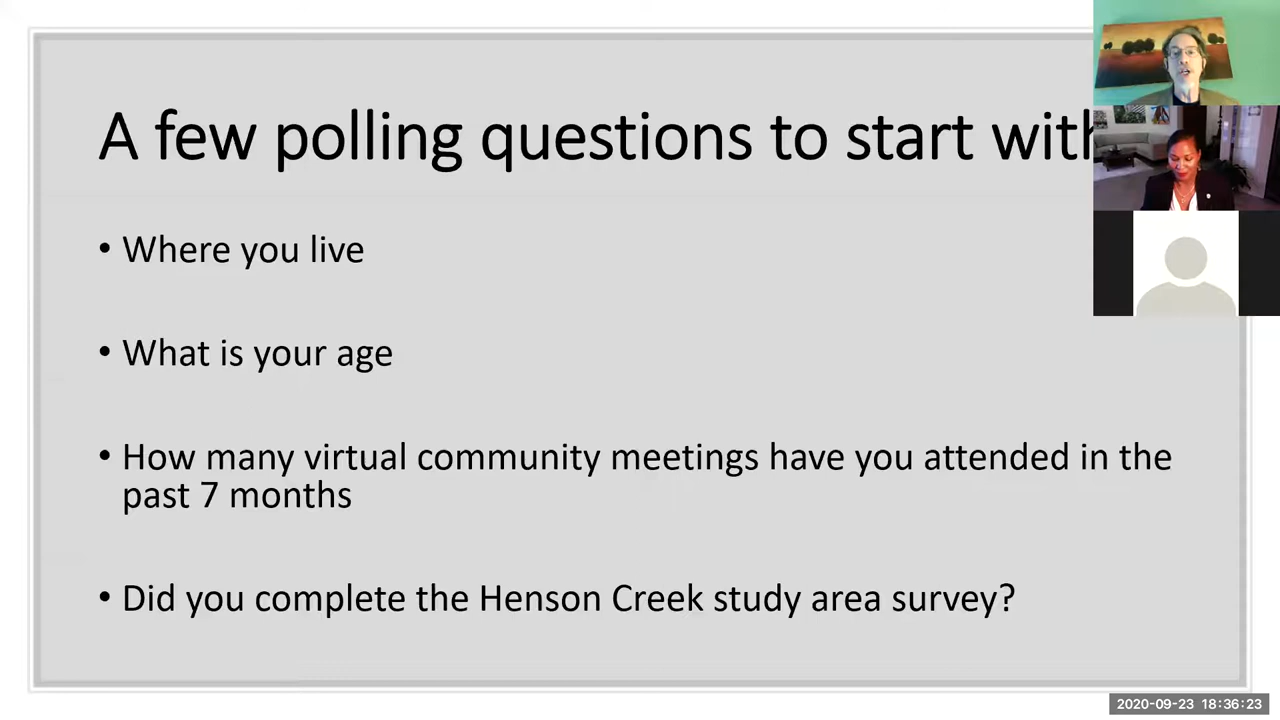 A few polling questions to start with
• Where you live
• What is your age
• How many virtual community meetings have you attended in the
past 7 months
• Did you complete the Henson Creek study area survey?
2020-09-23 18:36:23